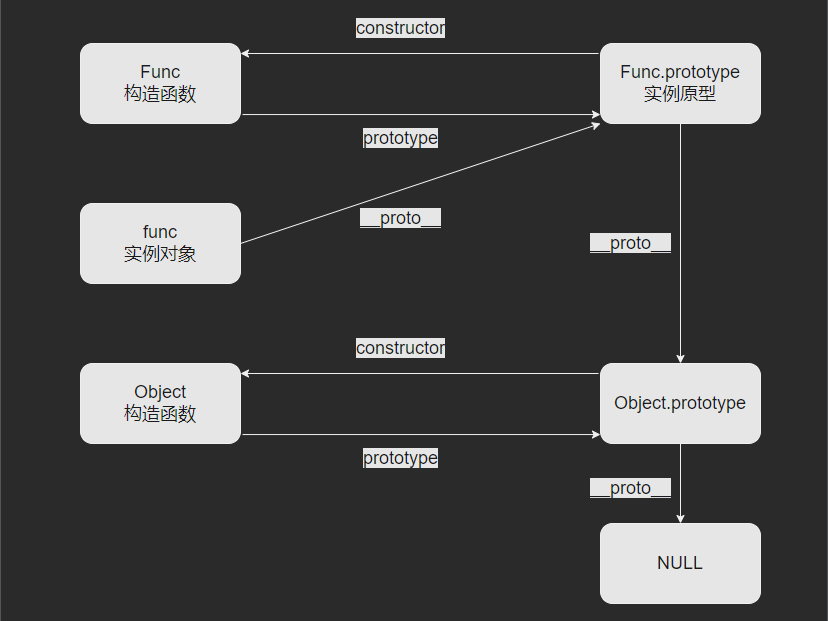 constructor
Func
构造函数
Func.prototype
实例原型
prototype
func
实例对象
__proto__
__proto__
constructor
Object
构造函数
Object.prototype
prototype
__proto__
NULL